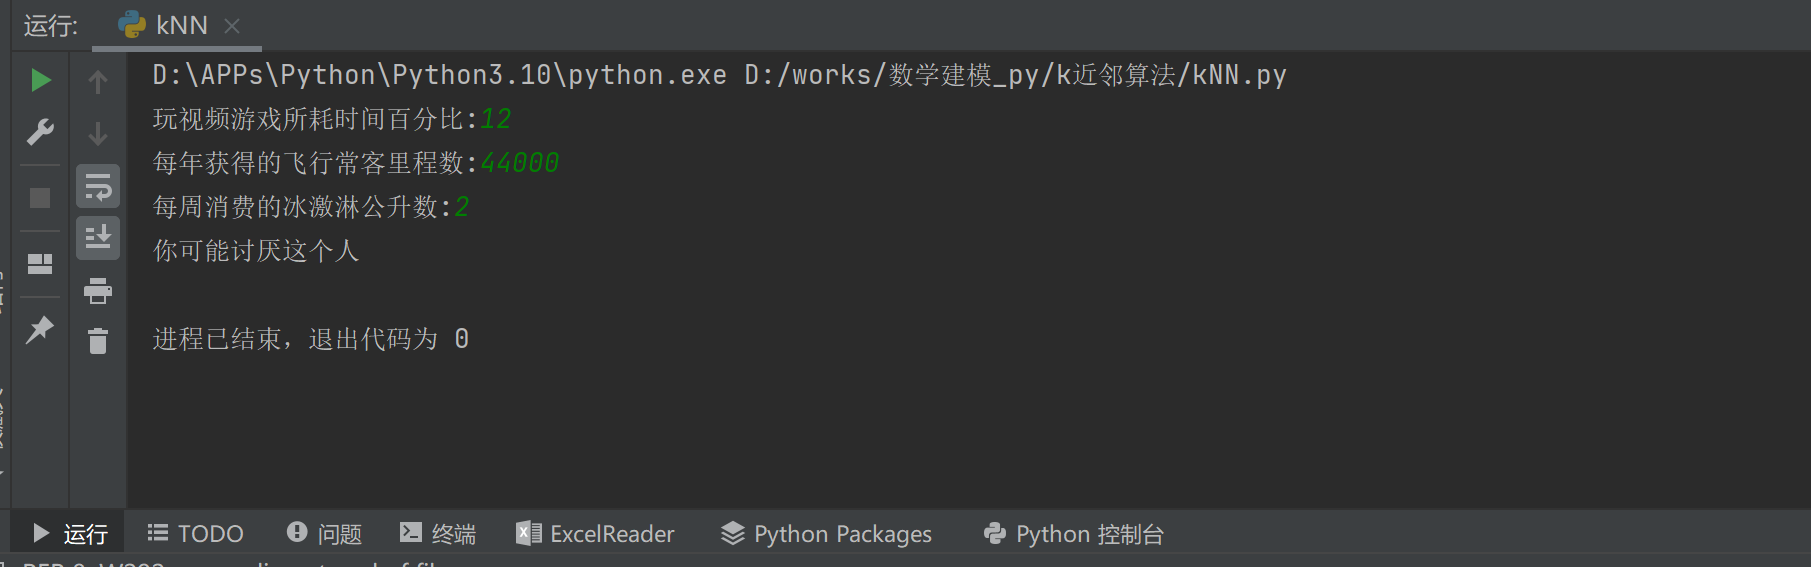 运行: kNN
D:\APPs\Python\Python3.10\python.exe D:/works/数学建模_py/k近邻算法/kNN.py
玩视频游戏所耗时间百分比:12
每年获得的飞行常客里程数:44000
每周消费的冰激淋公升数:2
你可能讨厌这个人
进程已结束，退出代码为 0
运行 TODO 问题 终端 ExcelReader Python Packages Python 控制台